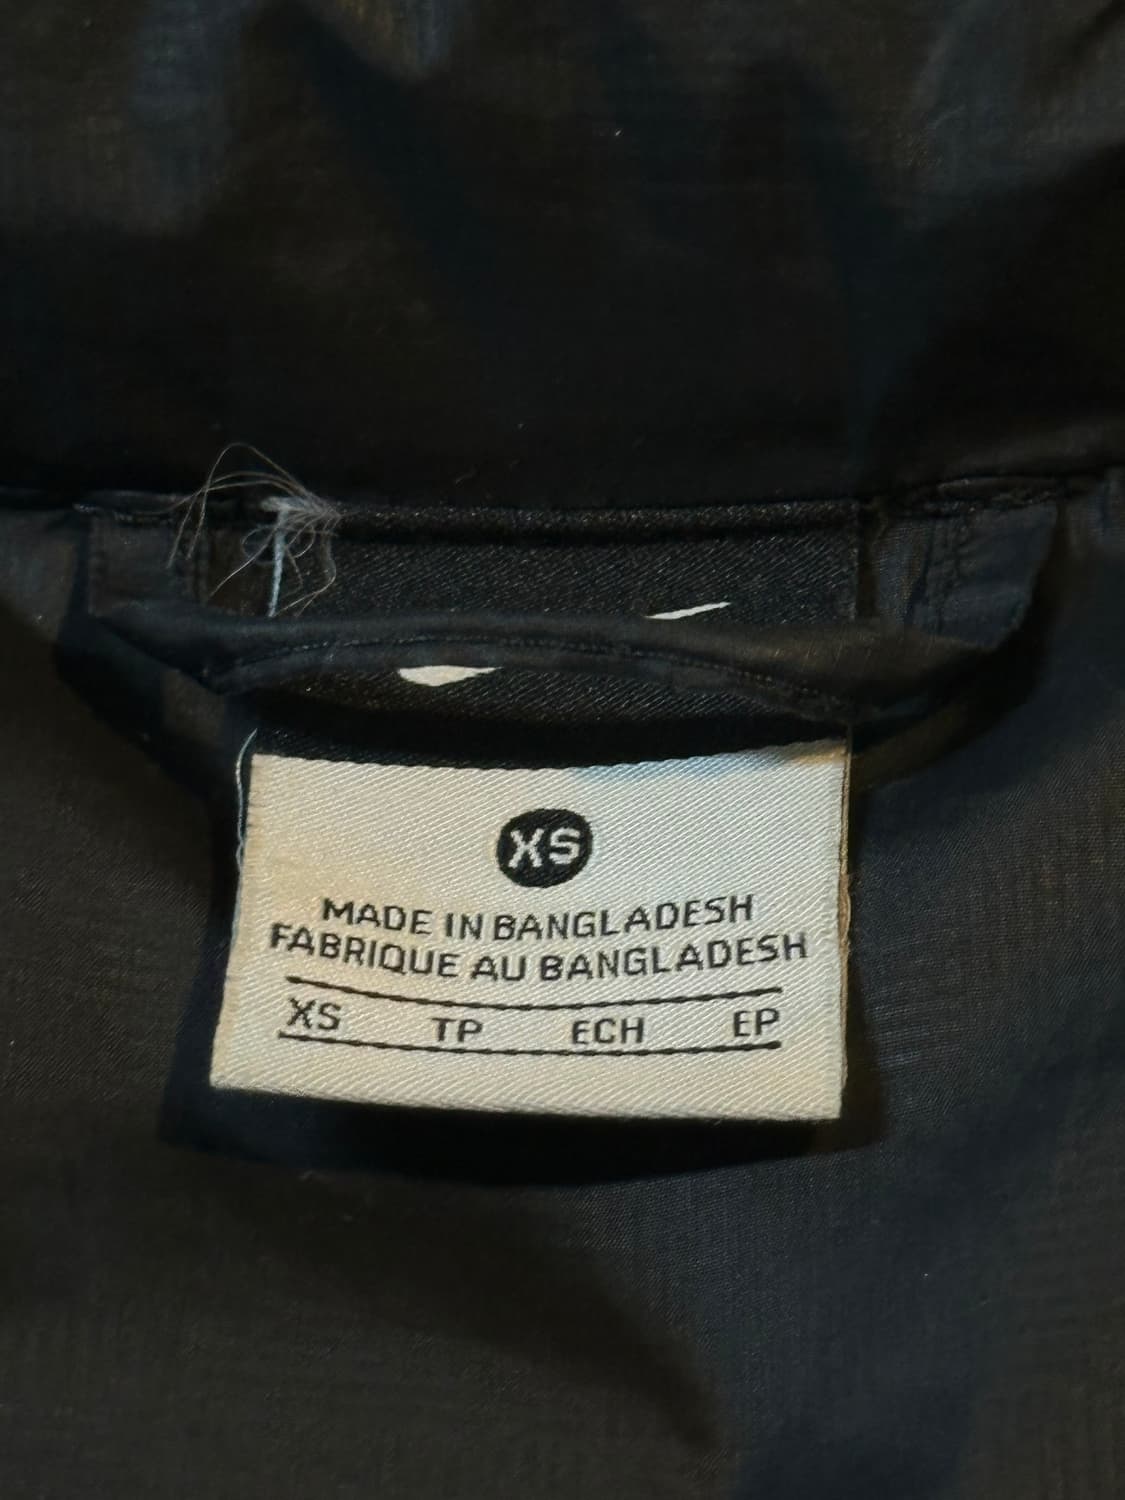 XS
MADE IN BANGLADESH
FABRIQUE AU BANGLADESH
XS TP ECH EP